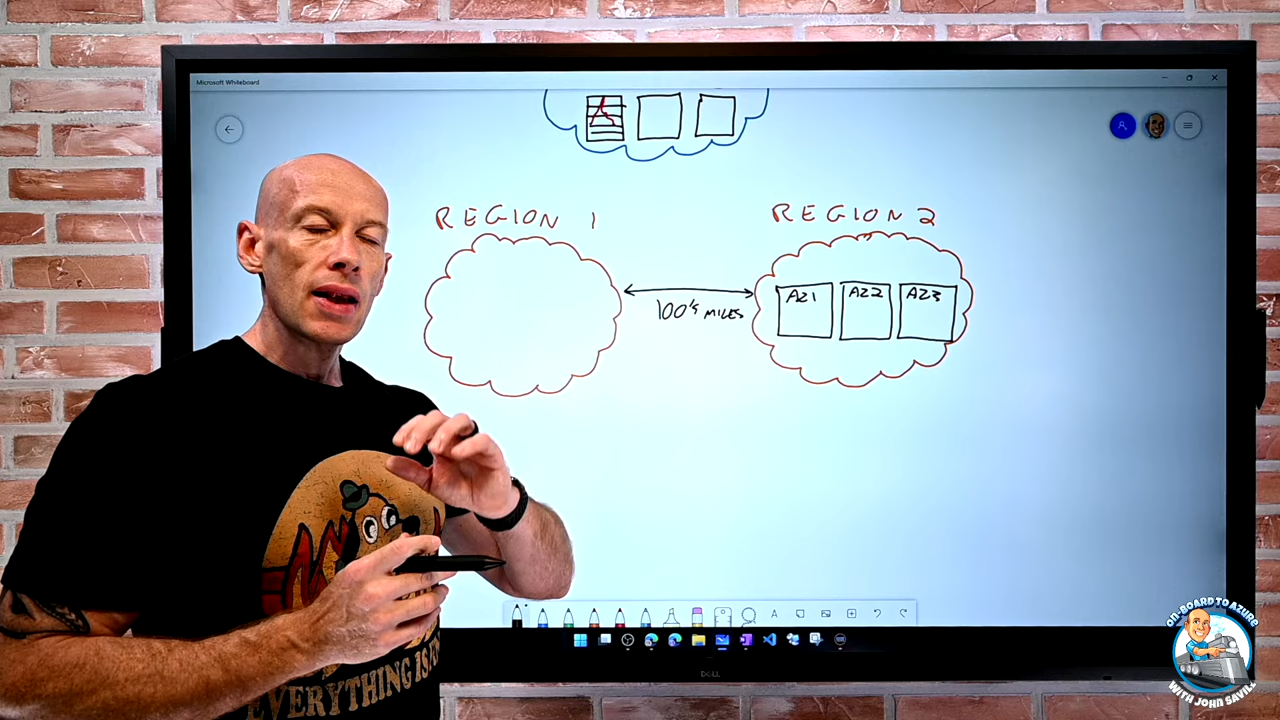 Microsoft Whiteboard
REGION 1
REGION 2
100's MILES
AZ1
AZ2
AZ3
EVERYTHING IS
DELL
ON-BOARD TO AZURE
WITH JOHN SAVILL